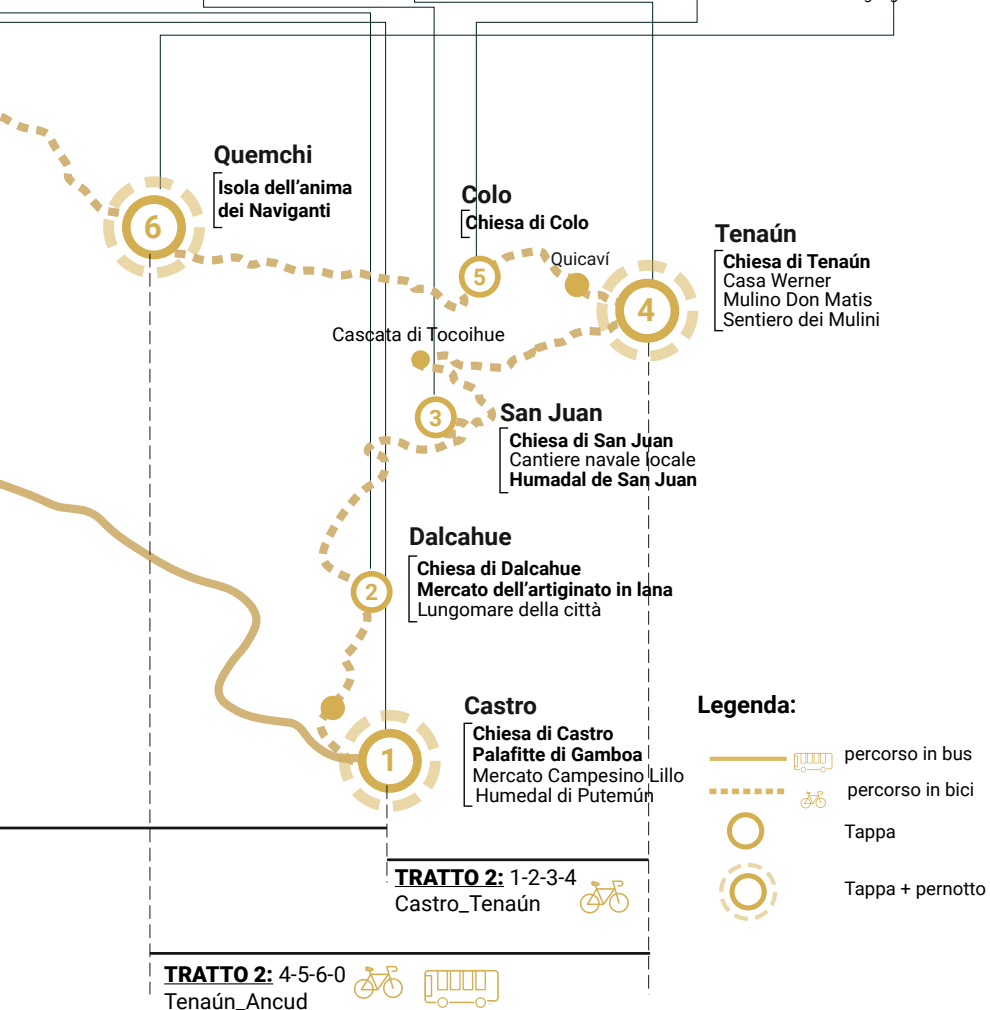 Quemchi
Isola dell'anima
dei Naviganti
6
Colo
Chiesa di Colo
5
Quicaví
Tenaún
Chiesa di Tenaún
Casa Werner
Mulino Don Matis
Sentiero dei Mulini
4
Cascata di Tocoihue
3
San Juan
Chiesa di San Juan
Cantiere navale locale
Humadal de San Juan
Dalcahue
Chiesa di Dalcahue
Mercato dell'artiginato in lana
Lungomare della città
2
Castro
Chiesa di Castro
Palafitte di Gamboa
Mercato Campesino Lillo
Humedal di Putemún
1
Legenda:
percorso in bus
percorso in bici
Tappa
Tappa + pernotto
TRATTO 2: 1-2-3-4
Castro_Tenaún
TRATTO 2: 4-5-6-0
Tenaún_Ancud